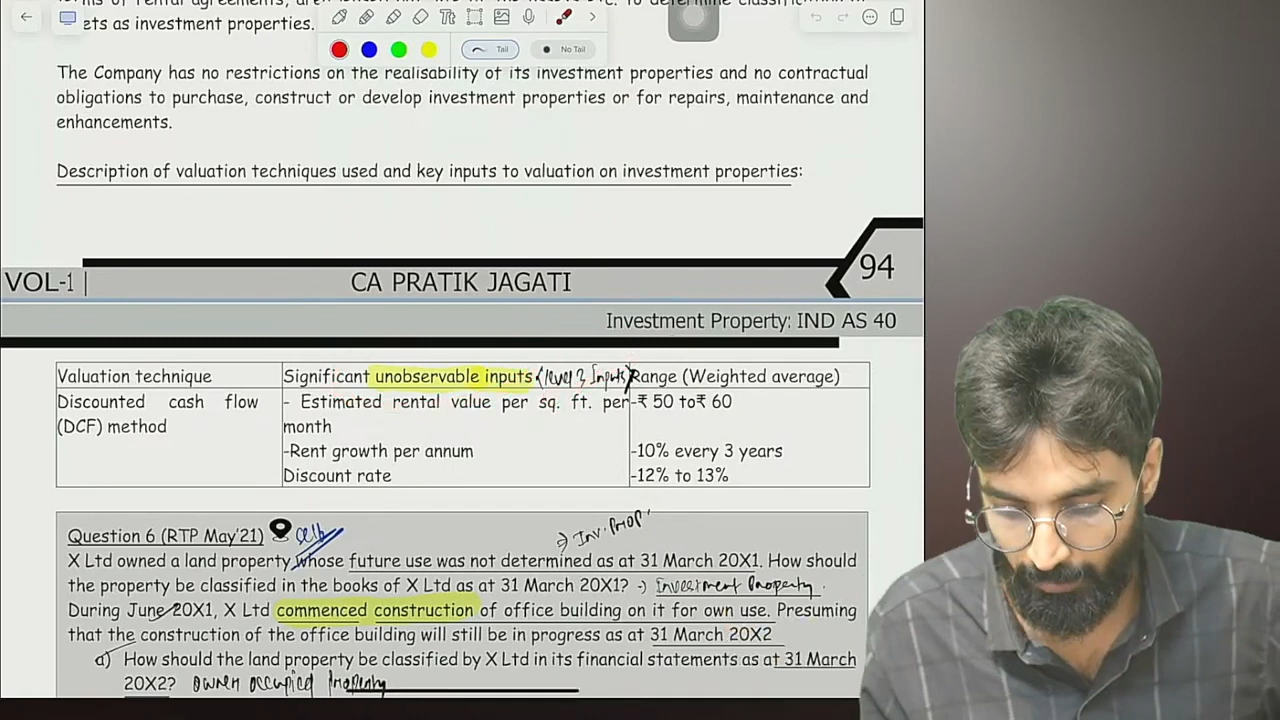 ets as investment properties.
Tt
Tail
No Tail
The Company has no restrictions on the realisability of its investment properties and no contractual
obligations to purchase, construct or develop investment properties or for repairs, maintenance and
enhancements.
Description of valuation techniques used and key inputs to valuation on investment properties:
94
VOL-1 | CA PRATIK JAGATI
Investment Property: IND AS 40
Valuation technique Significant unobservable inputs (level 3 Inputs) Range (Weighted average)
Discounted cash flow - Estimated rental value per sq. ft. per -₹ 50 to₹ 60
(DCF) method month
-Rent growth per annum -10% every 3 years
Discount rate -12% to 13%
Question 6 (RTP May'21) Self
⇒ Inv. Prop.
X Ltd owned a land property whose future use was not determined as at 31 March 20X1. How should
the property be classified in the books of X Ltd as at 31 March 20X1? → Investment Property.
During June 20X1, X Ltd commenced construction of office building on it for own use. Presuming
that the construction of the office building will still be in progress as at 31 March 20X2
a) How should the land property be classified by X Ltd in its financial statements as at 31 March
20X2? owner occupied Property